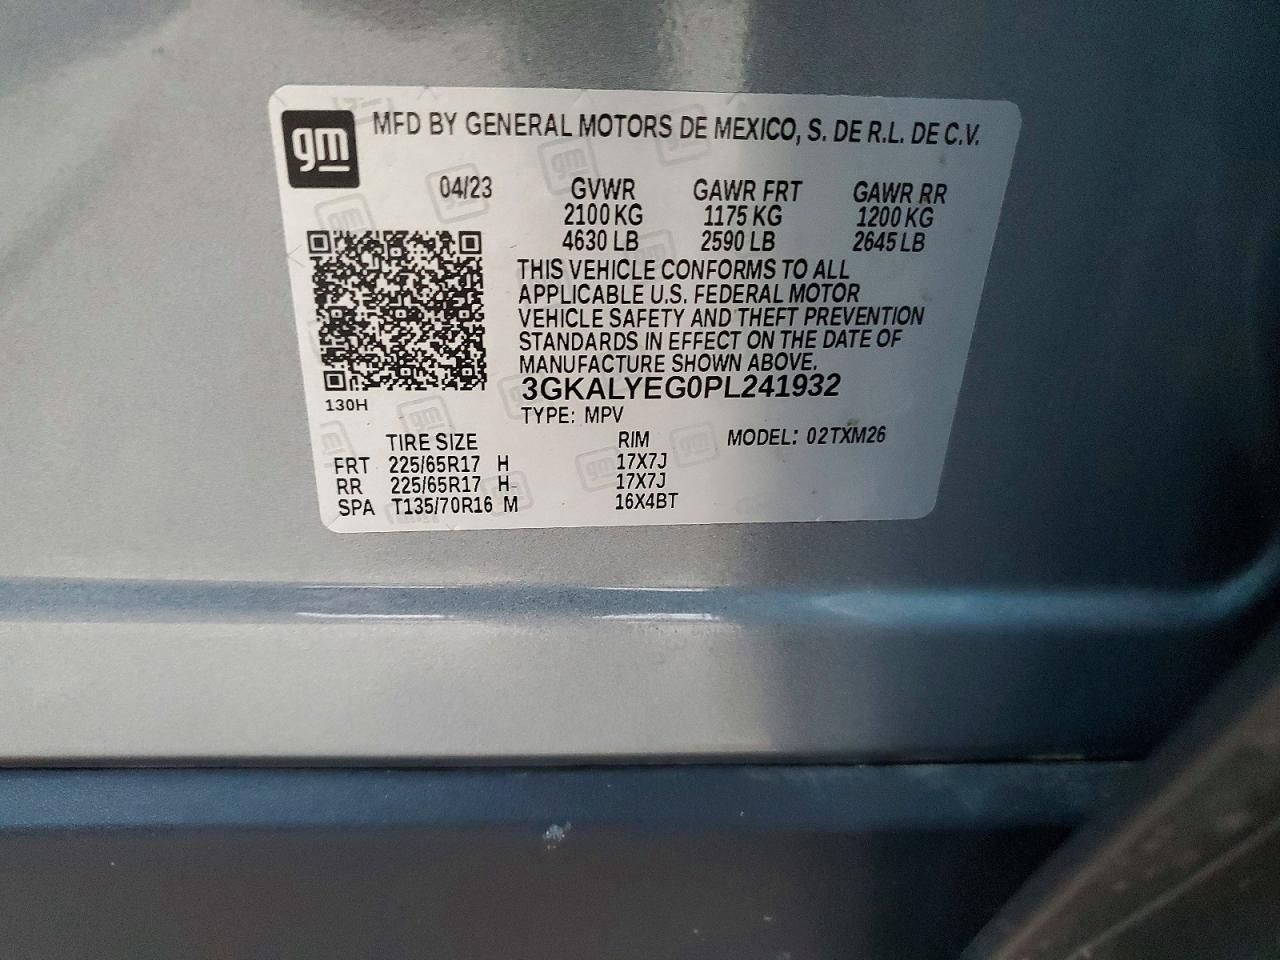 gm
MFD BY GENERAL MOTORS DE MEXICO, S. DE R.L. DE C.V.
04/23 GVWR GAWR FRT GAWR RR
2100 KG 1175 KG 1200 KG
4630 LB 2590 LB 2645 LB
THIS VEHICLE CONFORMS TO ALL
APPLICABLE U.S. FEDERAL MOTOR
VEHICLE SAFETY AND THEFT PREVENTION
STANDARDS IN EFFECT ON THE DATE OF
MANUFACTURE SHOWN ABOVE.
3GKALYEG0PL241932
130H
TYPE: MPV
TIRE SIZE RIM MODEL: 02TXM26
FRT 225/65R17 H 17X7J
RR 225/65R17 H 17X7J
SPA T135/70R16 M 16X4BT